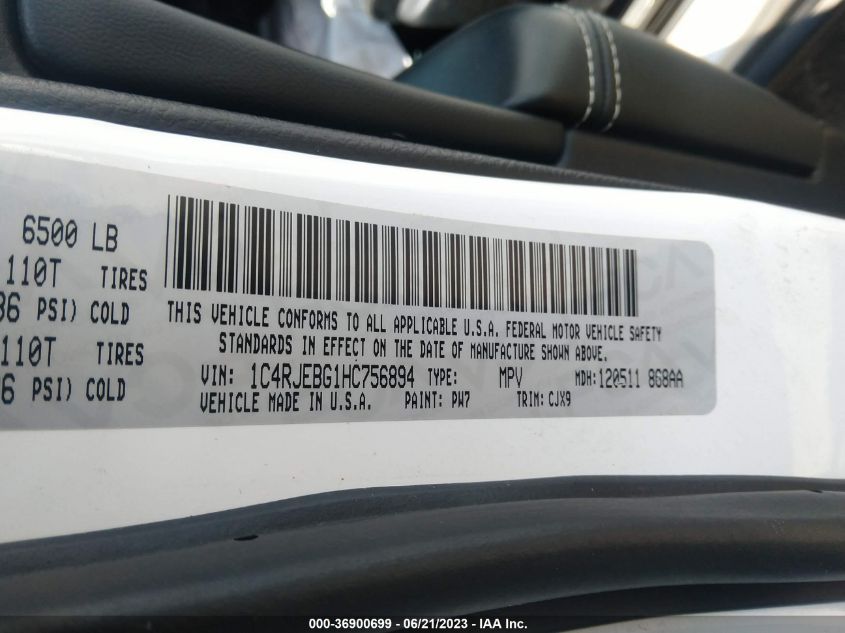 6500 LB
110T TIRES
PSI) COLD
110T TIRES
PSI) COLD
THIS VEHICLE CONFORMS TO ALL APPLICABLE U.S.A. FEDERAL MOTOR VEHICLE SAFETY
STANDARDS IN EFFECT ON THE DATE OF MANUFACTURE SHOWN ABOVE.
VIN: 1C4RJEBG1HC756894 TYPE: MPV MDH: 120511 868AA
VEHICLE MADE IN U.S.A. PAINT: PW7 TRIM: CJX9
000-36900699 - 06/21/2023 - IAA Inc.